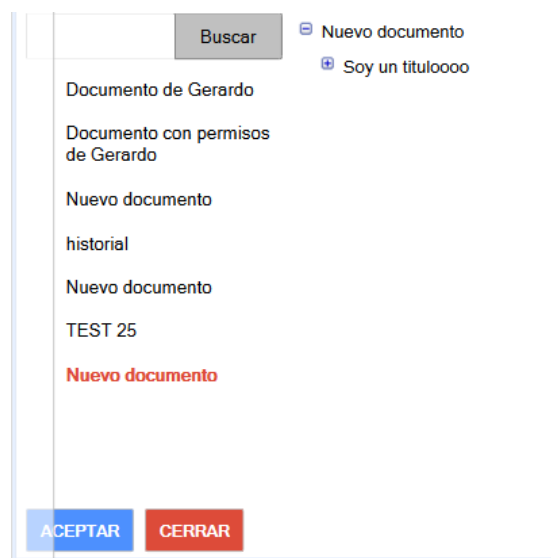 Buscar
Documento de Gerardo
Documento con permisos
de Gerardo
Nuevo documento
historial
Nuevo documento
TEST 25
Nuevo documento
Nuevo documento
Soy un tituloooo
ACEPTAR
CERRAR